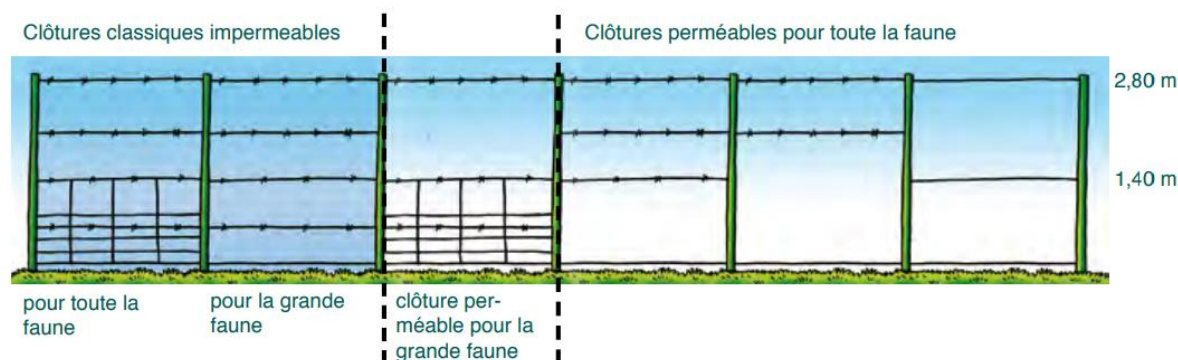 Clôtures classiques impermeables
Clôtures perméables pour toute la faune
2,80 m
1,40 m
pour toute la
faune
pour la grande
faune
clôture per-
méable pour la
grande faune